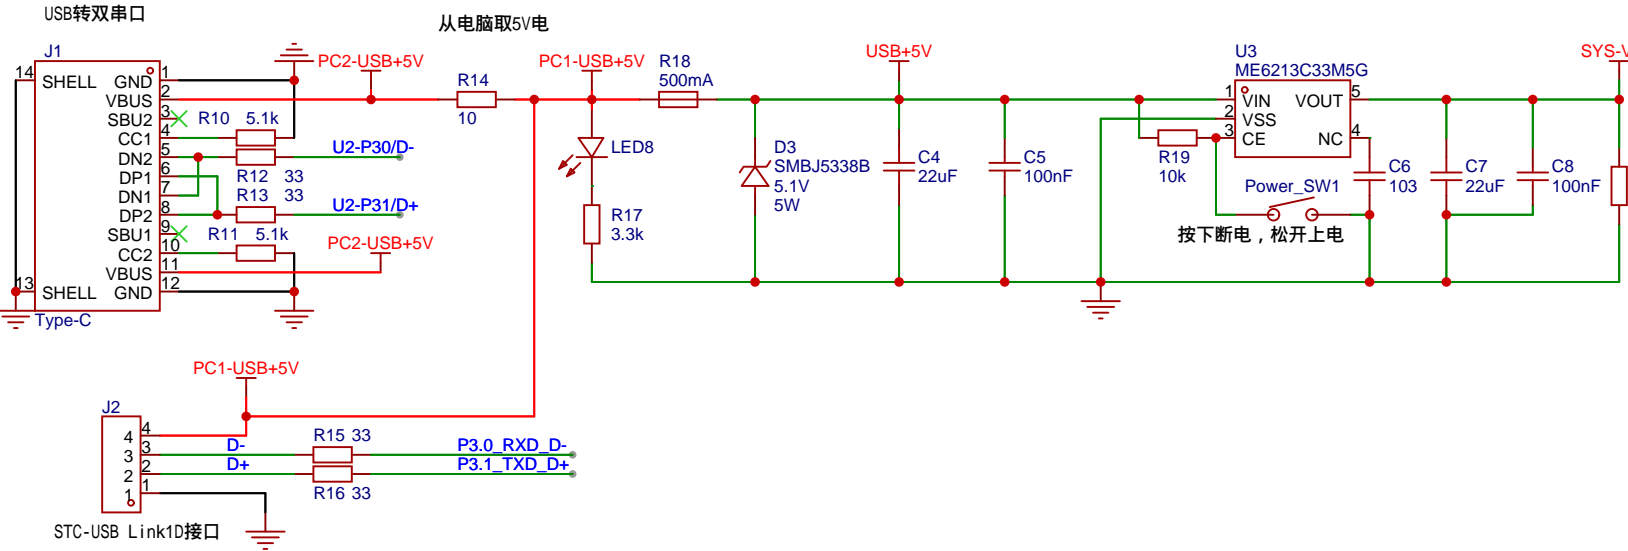 USB转双串口
从电脑取5V电
J1
14
SHELL
GND
1
VBUS
2
SBU2
3
CC1
4
DN2
5
DP1
6
DN1
7
DP2
8
SBU1
9
CC2
10
VBUS
11
13
SHELL
GND
12
Type-C
R10 5.1k
R12 33
R13 33
R11 5.1k
PC2-USB+5V
U2-P30/D-
U2-P31/D+
PC2-USB+5V
R14
10
PC1-USB+5V
R18
500mA
LED8
R17
3.3k
USB+5V
D3
SMBJ5338B
5.1V
5W
C4
22uF
C5
100nF
U3
ME6213C33M5G
1
VIN
VOUT
5
2
VSS
3
CE
NC
4
R19
10k
Power_SW1
按下断电，松开上电
C6
103
C7
22uF
C8
100nF
SYS-V
PC1-USB+5V
J2
4
4
3
3
2
2
1
1
D-
D+
R15 33
R16 33
P3.0_RXD_D-
P3.1_TXD_D+
STC-USB Link1D接口